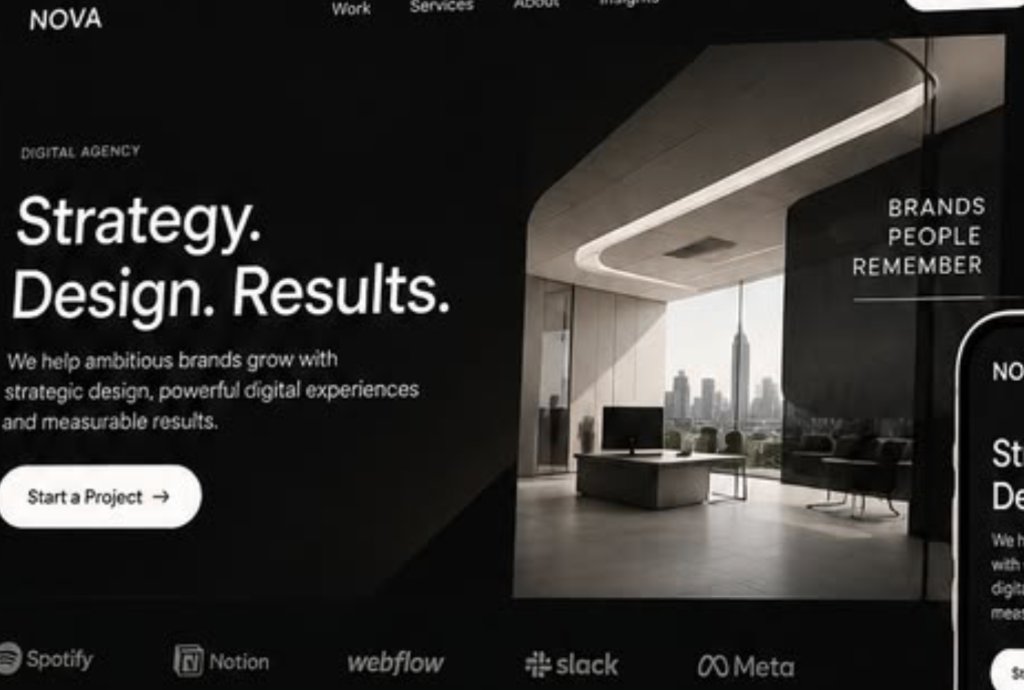 NOVA
Work
Services
About
Insights
DIGITAL AGENCY
Strategy.
Design. Results.
We help ambitious brands grow with
strategic design, powerful digital experiences
and measurable results.
Start a Project →
BRANDS
PEOPLE
REMEMBER
Spotify
Notion
webflow
slack
Meta
NO
St
De
We h
with
digita
meas
St